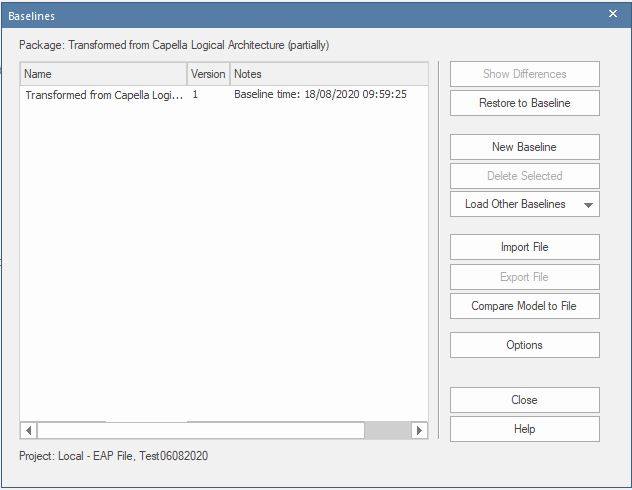 Baselines
Package: Transformed from Capella Logical Architecture (partially)
Name Version Notes
Transformed from Capella Logi... 1 Baseline time: 18/08/2020 09:59:25
Show Differences
Restore to Baseline
New Baseline
Delete Selected
Load Other Baselines
Import File
Export File
Compare Model to File
Options
Close
Help
Project: Local - EAP File, Test06082020